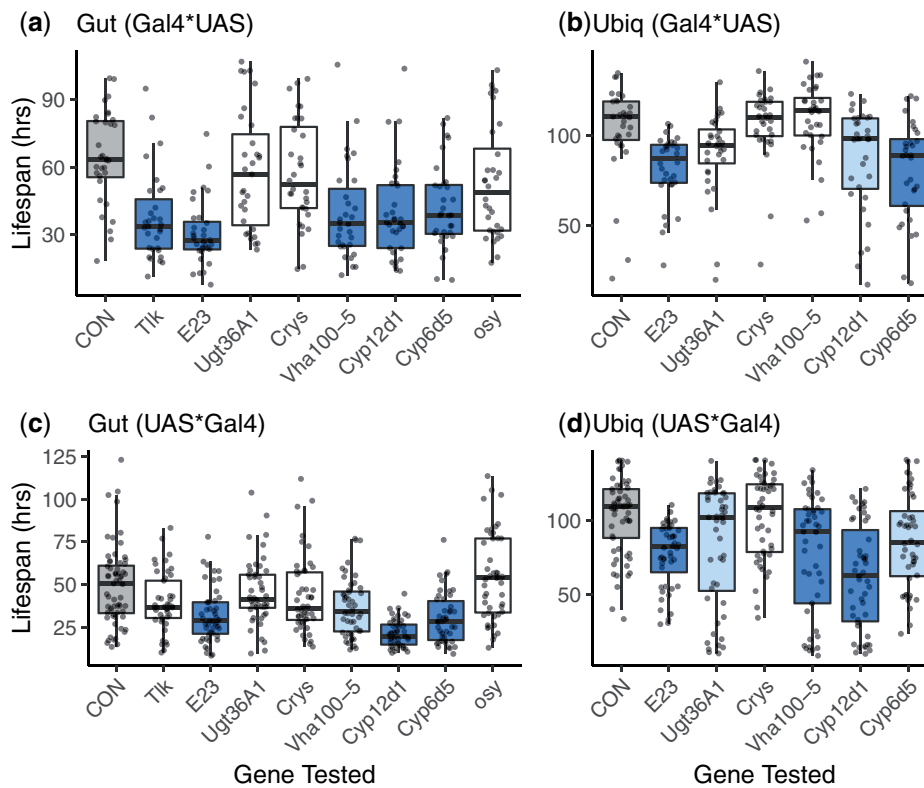 (a) Gut (Gal4*UAS)
Lifespan (hrs)
90
60
30
CON
Tlk
E23
Ugt36A1
Crys
Vha100-5
Cyp12d1
Cyp6d5
osy
(b) Ubiq (Gal4*UAS)
100
50
CON
E23
Ugt36A1
Crys
Vha100-5
Cyp12d1
Cyp6d5
(c) Gut (UAS*Gal4)
Lifespan (hrs)
125
100
75
50
25
CON
Tlk
E23
Ugt36A1
Crys
Vha100-5
Cyp12d1
Cyp6d5
osy
Gene Tested
(d) Ubiq (UAS*Gal4)
100
50
CON
E23
Ugt36A1
Crys
Vha100-5
Cyp12d1
Cyp6d5
Gene Tested